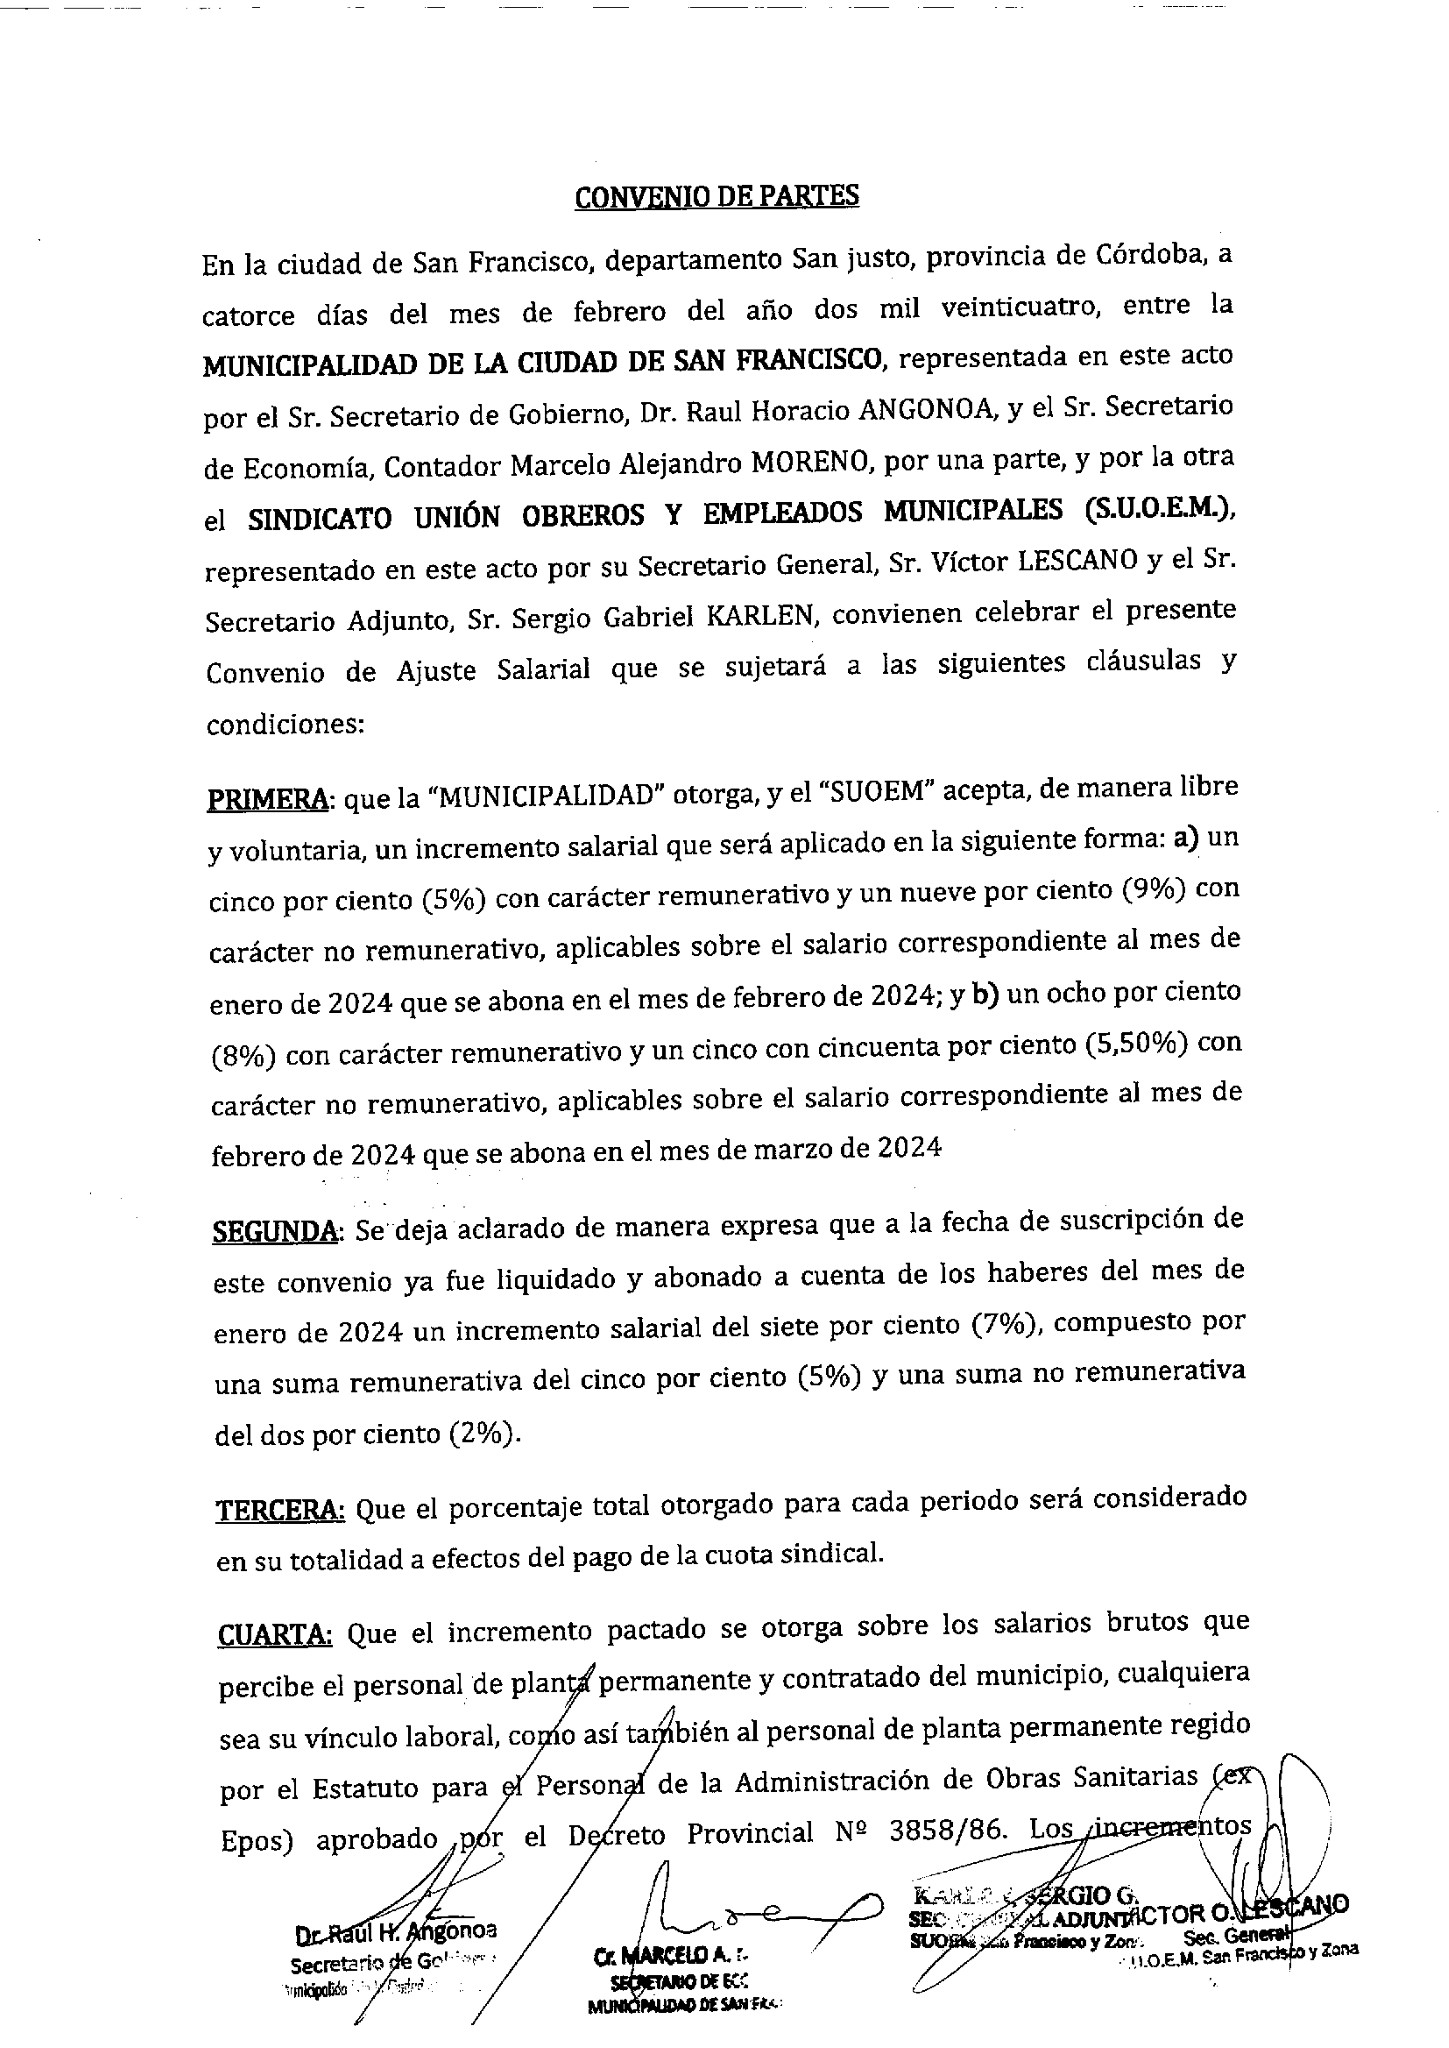 CONVENIO DE PARTES
En la ciudad de San Francisco, departamento San justo, provincia de Córdoba, a
catorce días del mes de febrero del año dos mil veinticuatro, entre la
MUNICIPALIDAD DE LA CIUDAD DE SAN FRANCISCO, representada en este acto
por el Sr. Secretario de Gobierno, Dr. Raul Horacio ANGONOA, y el Sr. Secretario
de Economía, Contador Marcelo Alejandro MORENO, por una parte, y por la otra
el SINDICATO UNIÓN OBREROS Y EMPLEADOS MUNICIPALES (S.U.O.E.M.),
representado en este acto por su Secretario General, Sr. Víctor LESCANO y el Sr.
Secretario Adjunto, Sr. Sergio Gabriel KARLEN, convienen celebrar el presente
Convenio de Ajuste Salarial que se sujetará a las siguientes cláusulas y
condiciones:
PRIMERA: que la “MUNICIPALIDAD” otorga, y el “SUOEM” acepta, de manera libre
y voluntaria, un incremento salarial que será aplicado en la siguiente forma: a) un
cinco por ciento (5%) con carácter remunerativo y un nueve por ciento (9%) con
carácter no remunerativo, aplicables sobre el salario correspondiente al mes de
enero de 2024 que se abona en el mes de febrero de 2024; y b) un ocho por ciento
(8%) con carácter remunerativo y un cinco con cincuenta por ciento (5,50%) con
carácter no remunerativo, aplicables sobre el salario correspondiente al mes de
febrero de 2024 que se abona en el mes de marzo de 2024
SEGUNDA: Se deja aclarado de manera expresa que a la fecha de suscripción de
este convenio ya fue liquidado y abonado a cuenta de los haberes del mes de
enero de 2024 un incremento salarial del siete por ciento (7%), compuesto por
una suma remunerativa del cinco por ciento (5%) y una suma no remunerativa
del dos por ciento (2%).
TERCERA: Que el porcentaje total otorgado para cada periodo será considerado
en su totalidad a efectos del pago de la cuota sindical.
CUARTA: Que el incremento pactado se otorga sobre los salarios brutos que
percibe el personal de planta permanente y contratado del municipio, cualquiera
sea su vínculo laboral, como así también al personal de planta permanente regido
por el Estatuto para el Personal de la Administración de Obras Sanitarias (ex
Epos) aprobado por el Decreto Provincial Nº 3858/86. Los incrementos
Dr. Raúl H. Angonoa
Secretario de
Cr. MARCELO A.
SECRETARIO DE
MUNICIPALIDAD DE SAN
SERGIO G.
ADJUNTO
SUOEM San Francisco y Zona
VICTOR O. LESCANO
Sec. General
S.U.O.E.M. San Francisco y Zona